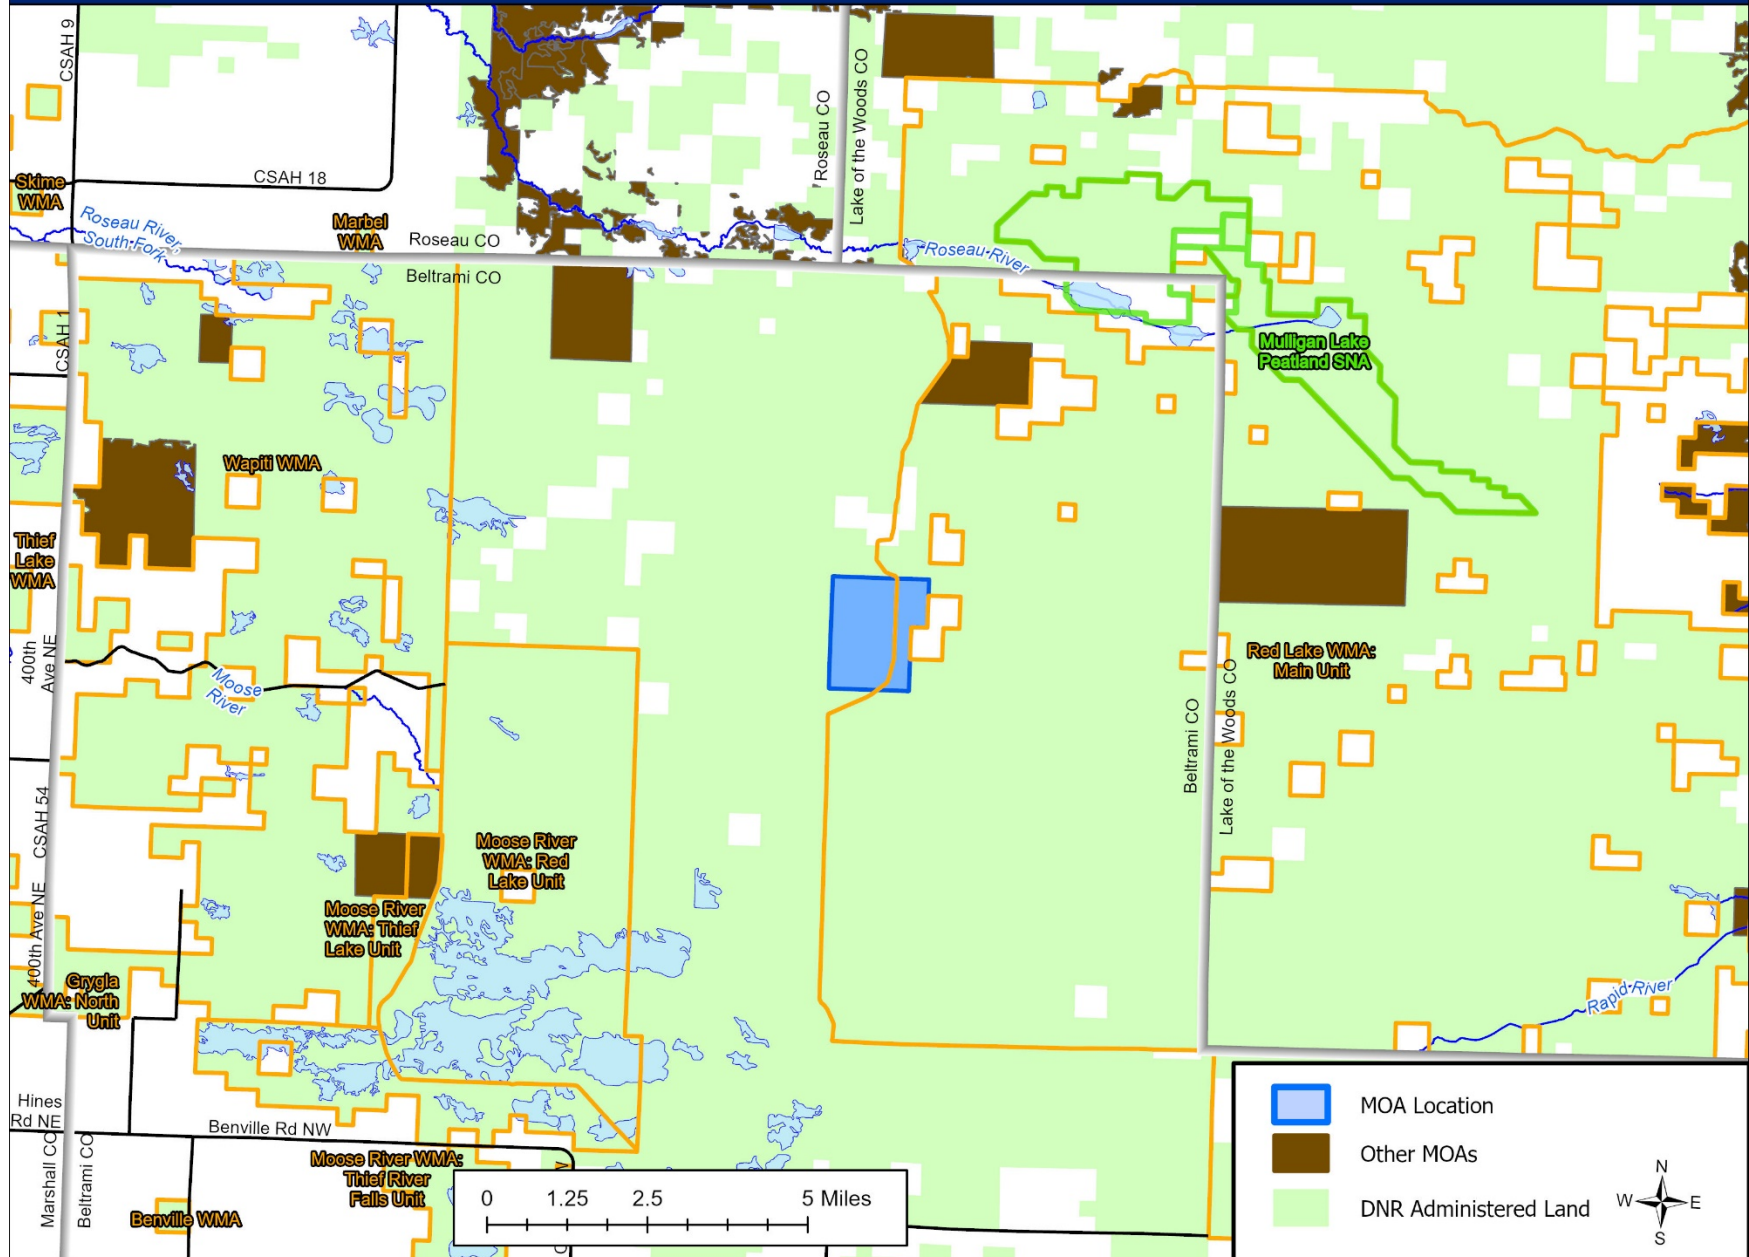 CSAH 9
Roseau CO
Lake of the Woods CO
CSAH 18
Skime
WMA
Marbel
WMA
Roseau River,
South Fork
Roseau CO
Beltrami CO
Roseau River
CSAH 1
Mulligan Lake
Peatland SNA
Wapiti WMA
Thief
Lake
WMA
400th
Ave NE
Moose
River
Red Lake WMA:
Main Unit
Beltrami CO
Lake of the Woods CO
CSAH 54
Moose River
WMA: Red
Lake Unit
Moose River
WMA: Thief
Lake Unit
400th Ave NE
Grygla
WMA: North
Unit
Rapid River
Hines
Rd NE
Benville Rd NW
Marshall CO
Beltrami CO
Moose River WMA:
Thief River
Falls Unit
Benville WMA
0 1.25 2.5 5 Miles
MOA Location
Other MOAs
DNR Administered Land
N
W E
S